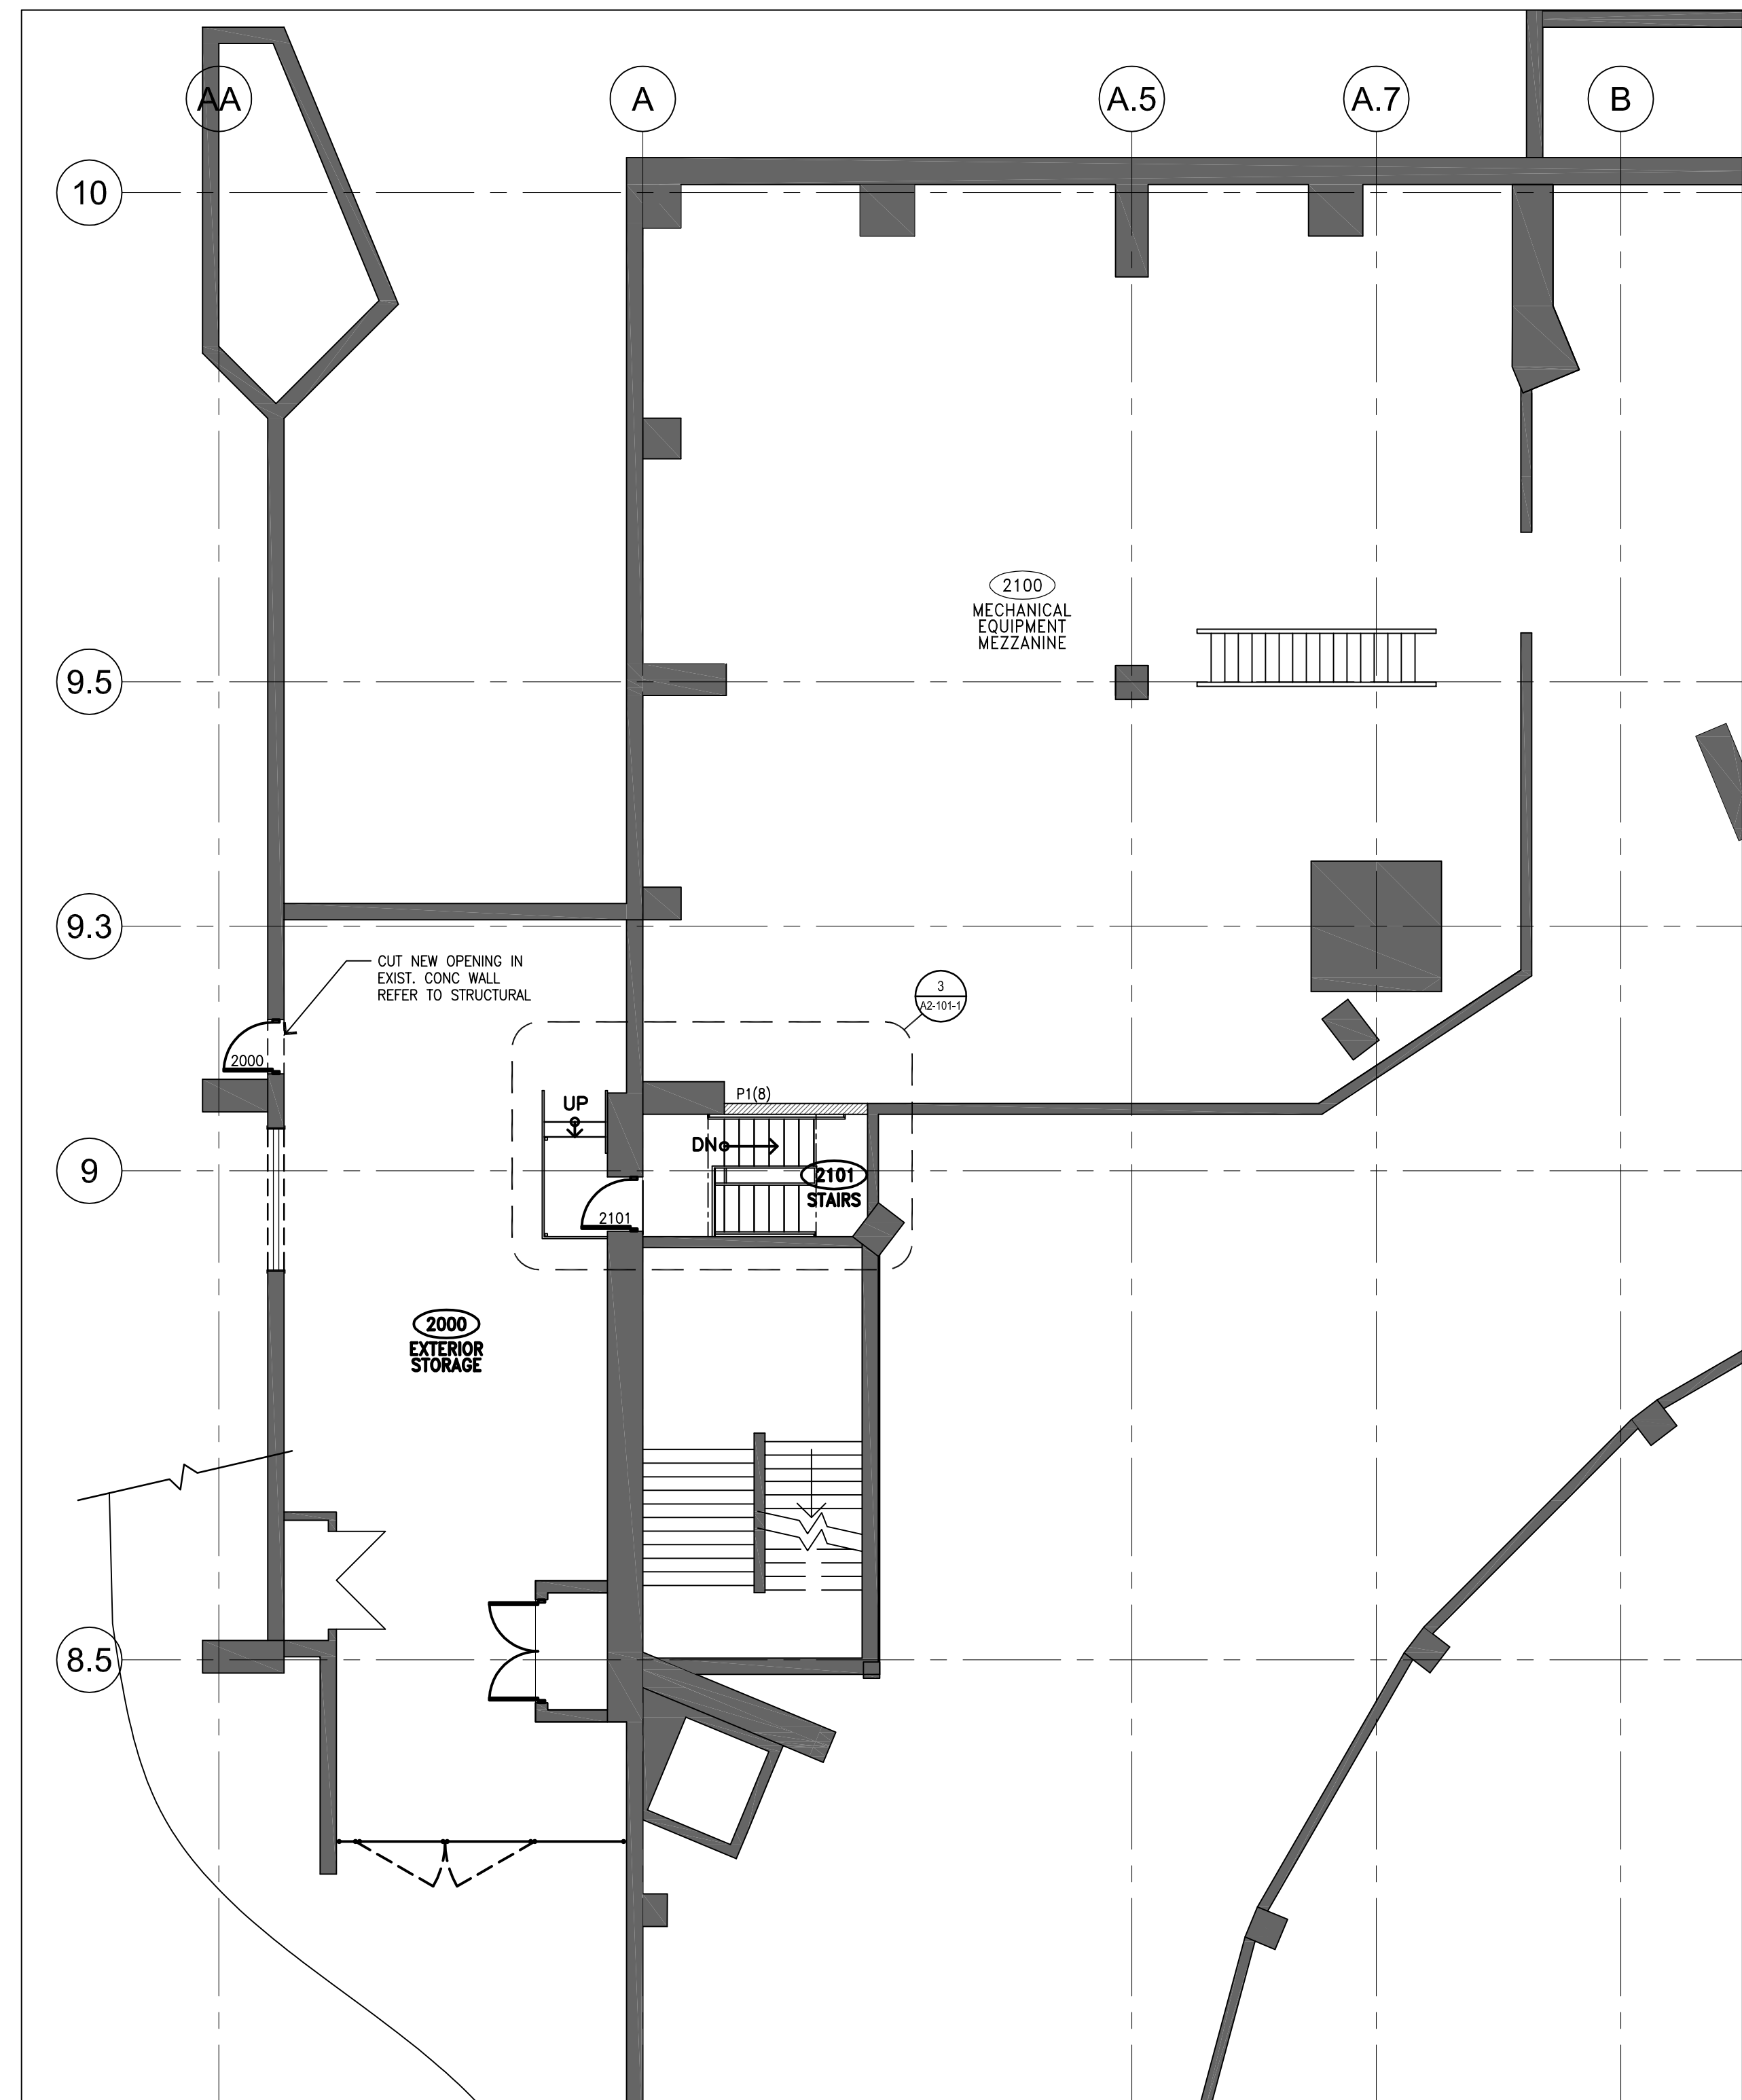 AA
A
A.5
A.7
B
10
2100
MECHANICAL
EQUIPMENT
MEZZANINE
9.5
9.3
CUT NEW OPENING IN
EXIST. CONC WALL
REFER TO STRUCTURAL
3
A2-101-1
2000
UP
P1(8)
DN
9
2101
STAIRS
2101
2000
EXTERIOR
STORAGE
8.5